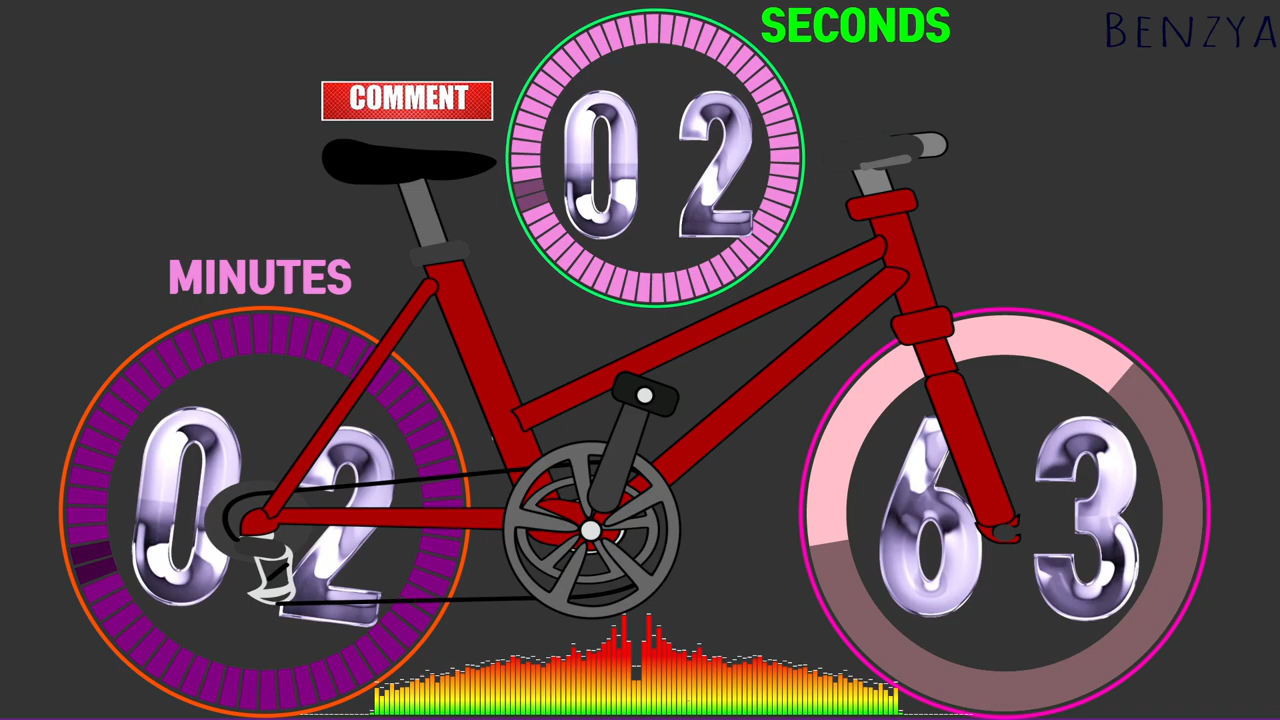 SECONDS
BENZYA
COMMENT
02
MINUTES
02
63